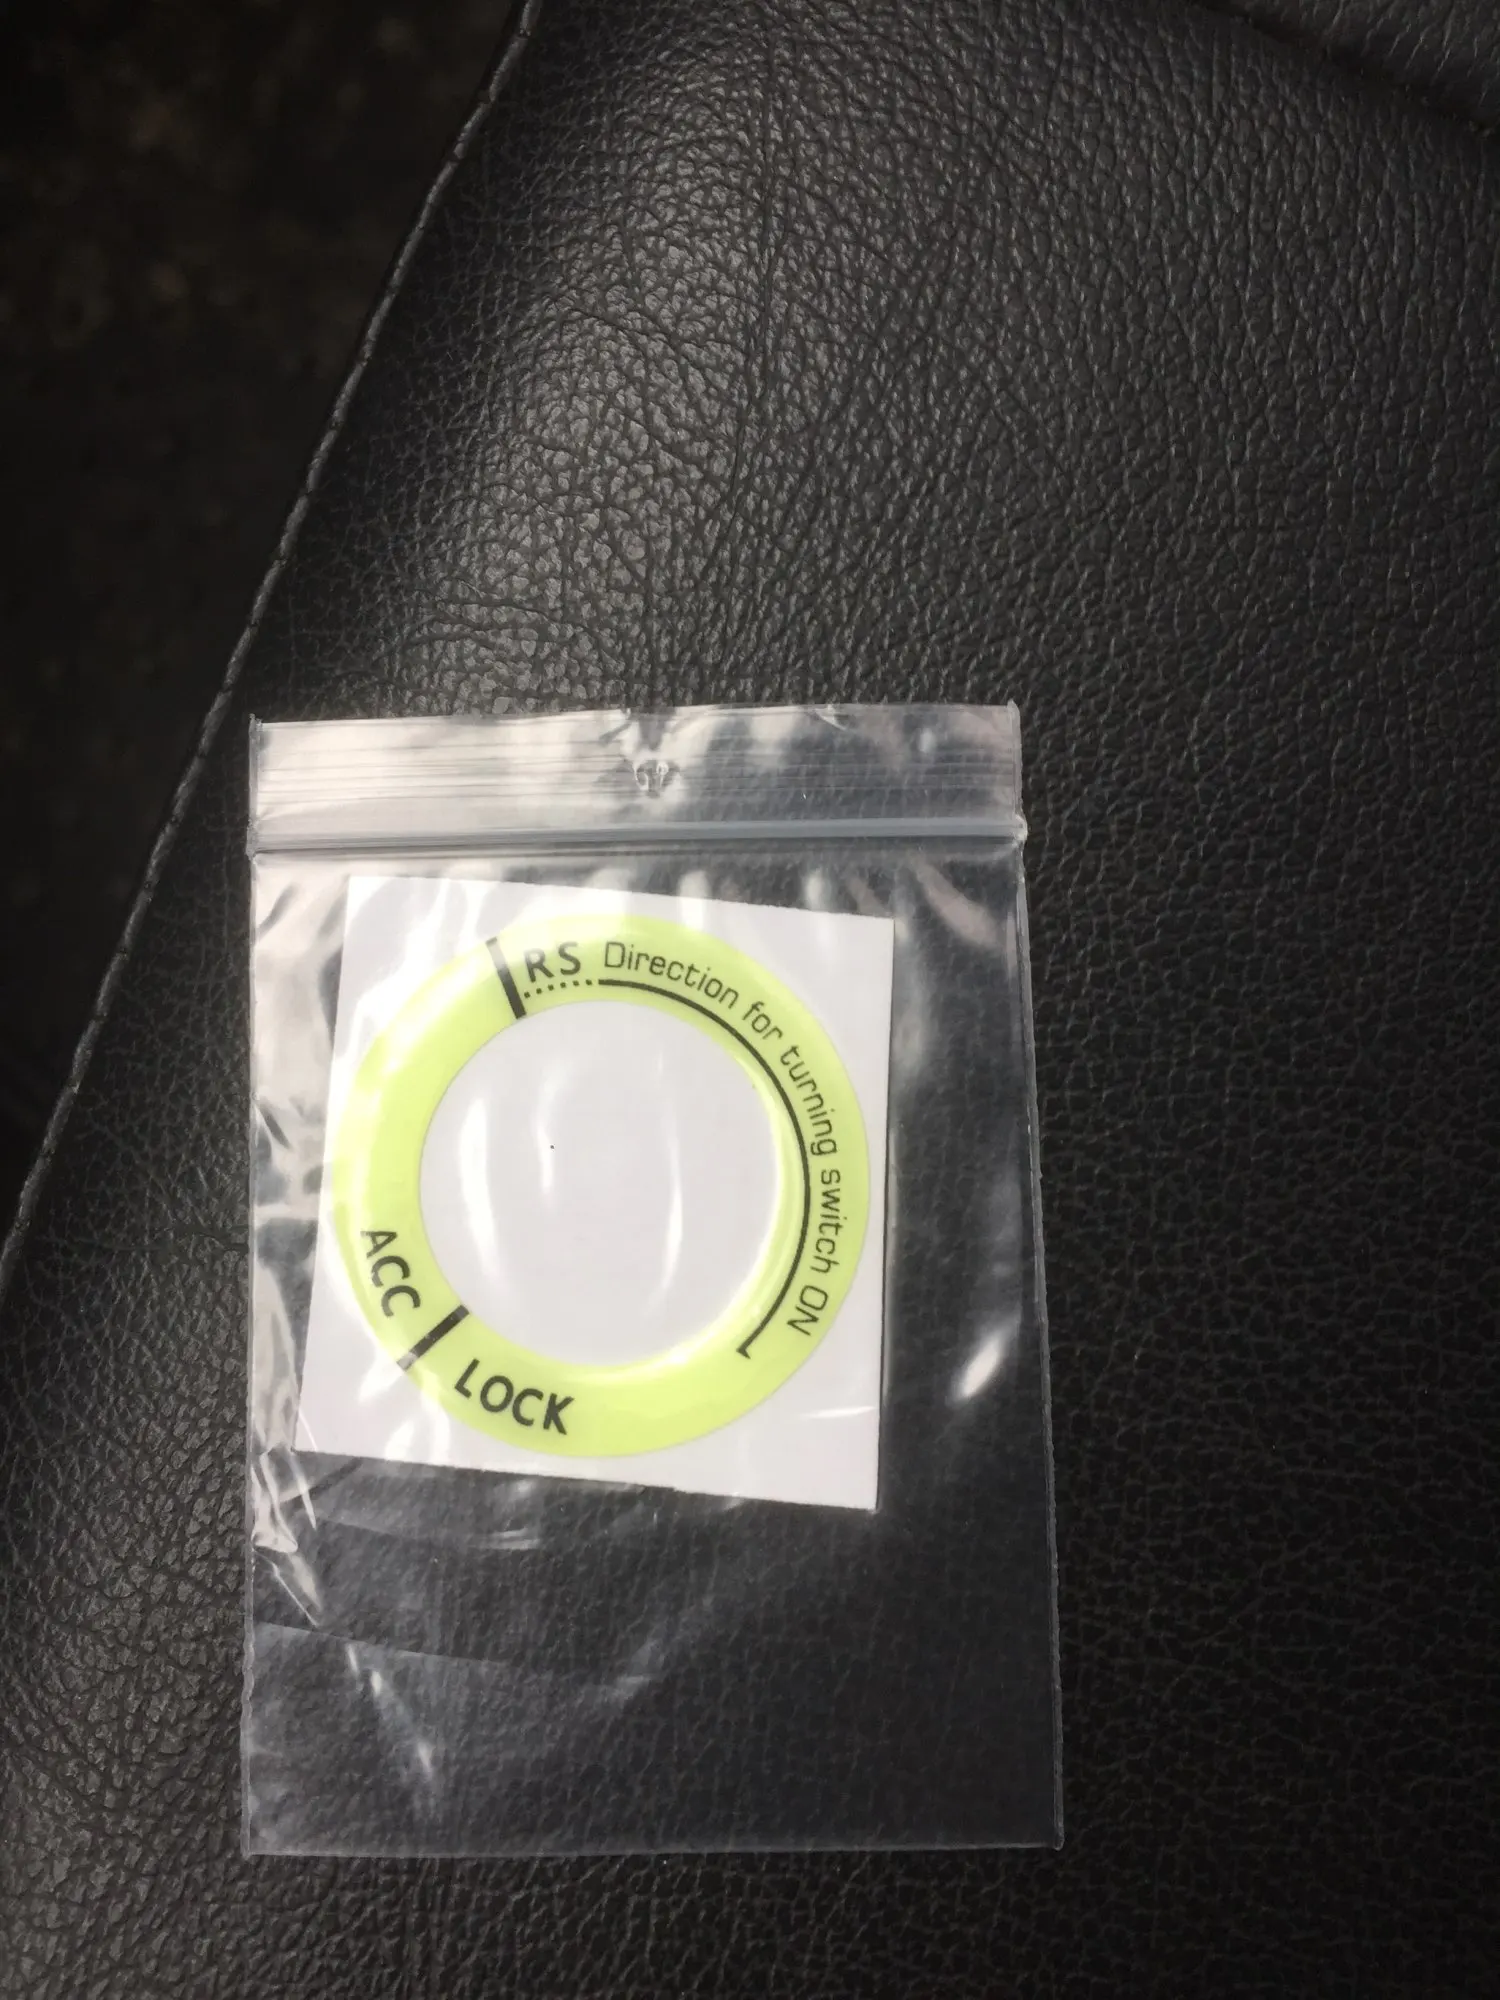 RS Direction for turning switch ON
ACC
LOCK